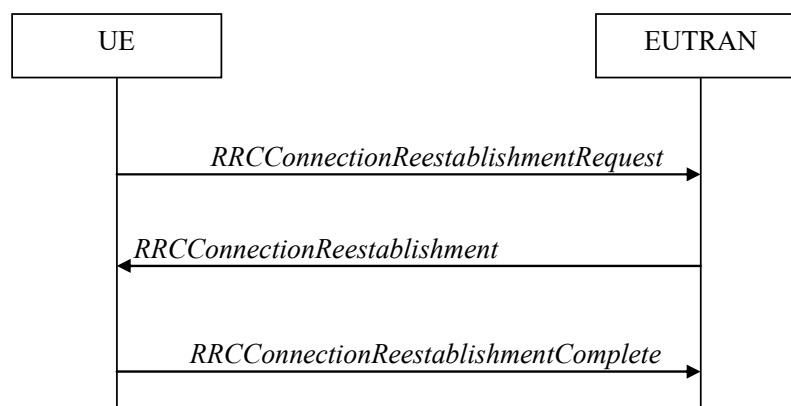 UE
EUTRAN
RRCConnectionReestablishmentRequest
RRCConnectionReestablishment
RRCConnectionReestablishmentComplete